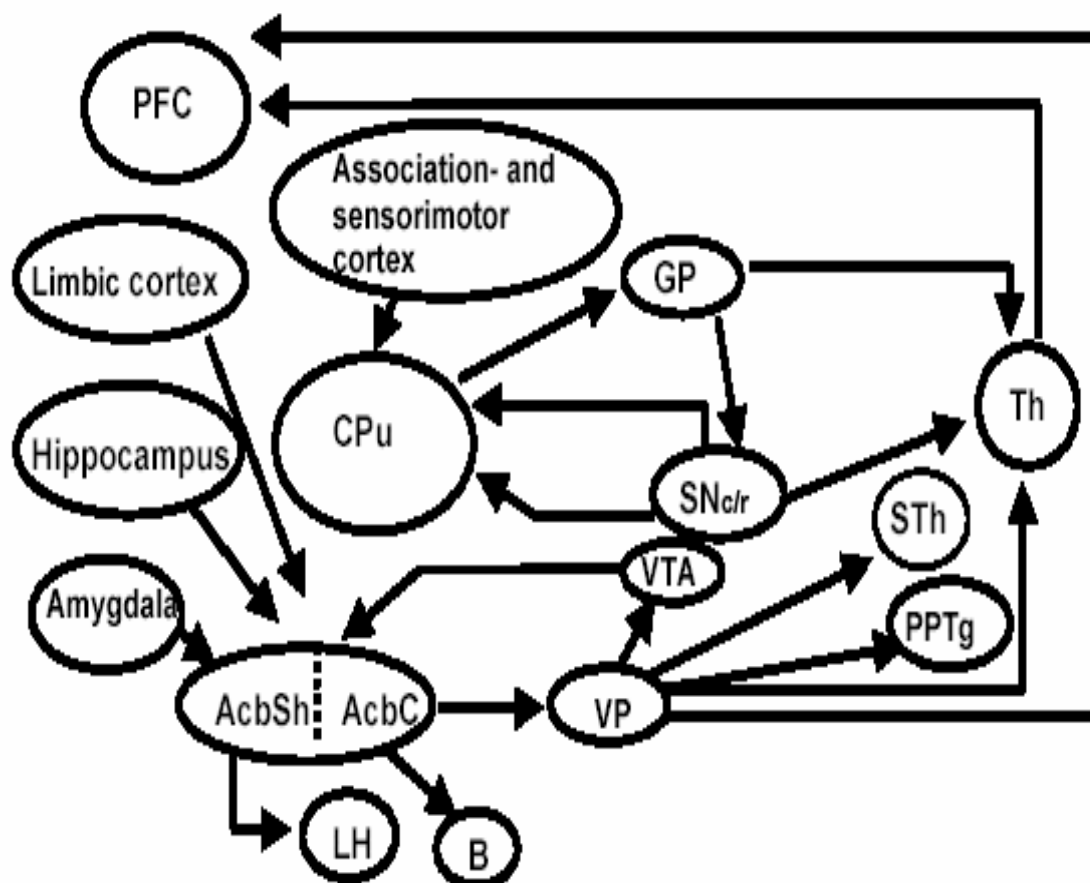 PFC
Association- and
sensorimotor
cortex
Limbic cortex
GP
Th
CPu
Hippocampus
SNc/r
STh
VTA
Amygdala
PPTg
AcbSh
AcbC
VP
LH
B